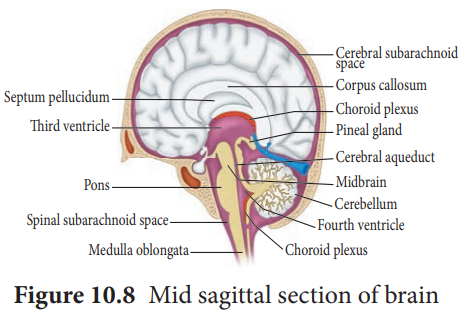 Cerebral subarachnoid
space
Corpus callosum
Septum pellucidum
Choroid plexus
Third ventricle
Pineal gland
Cerebral aqueduct
Pons
Midbrain
Cerebellum
Spinal subarachnoid space
Fourth ventricle
Medulla oblongata
Choroid plexus
Figure 10.8 Mid sagittal section of brain